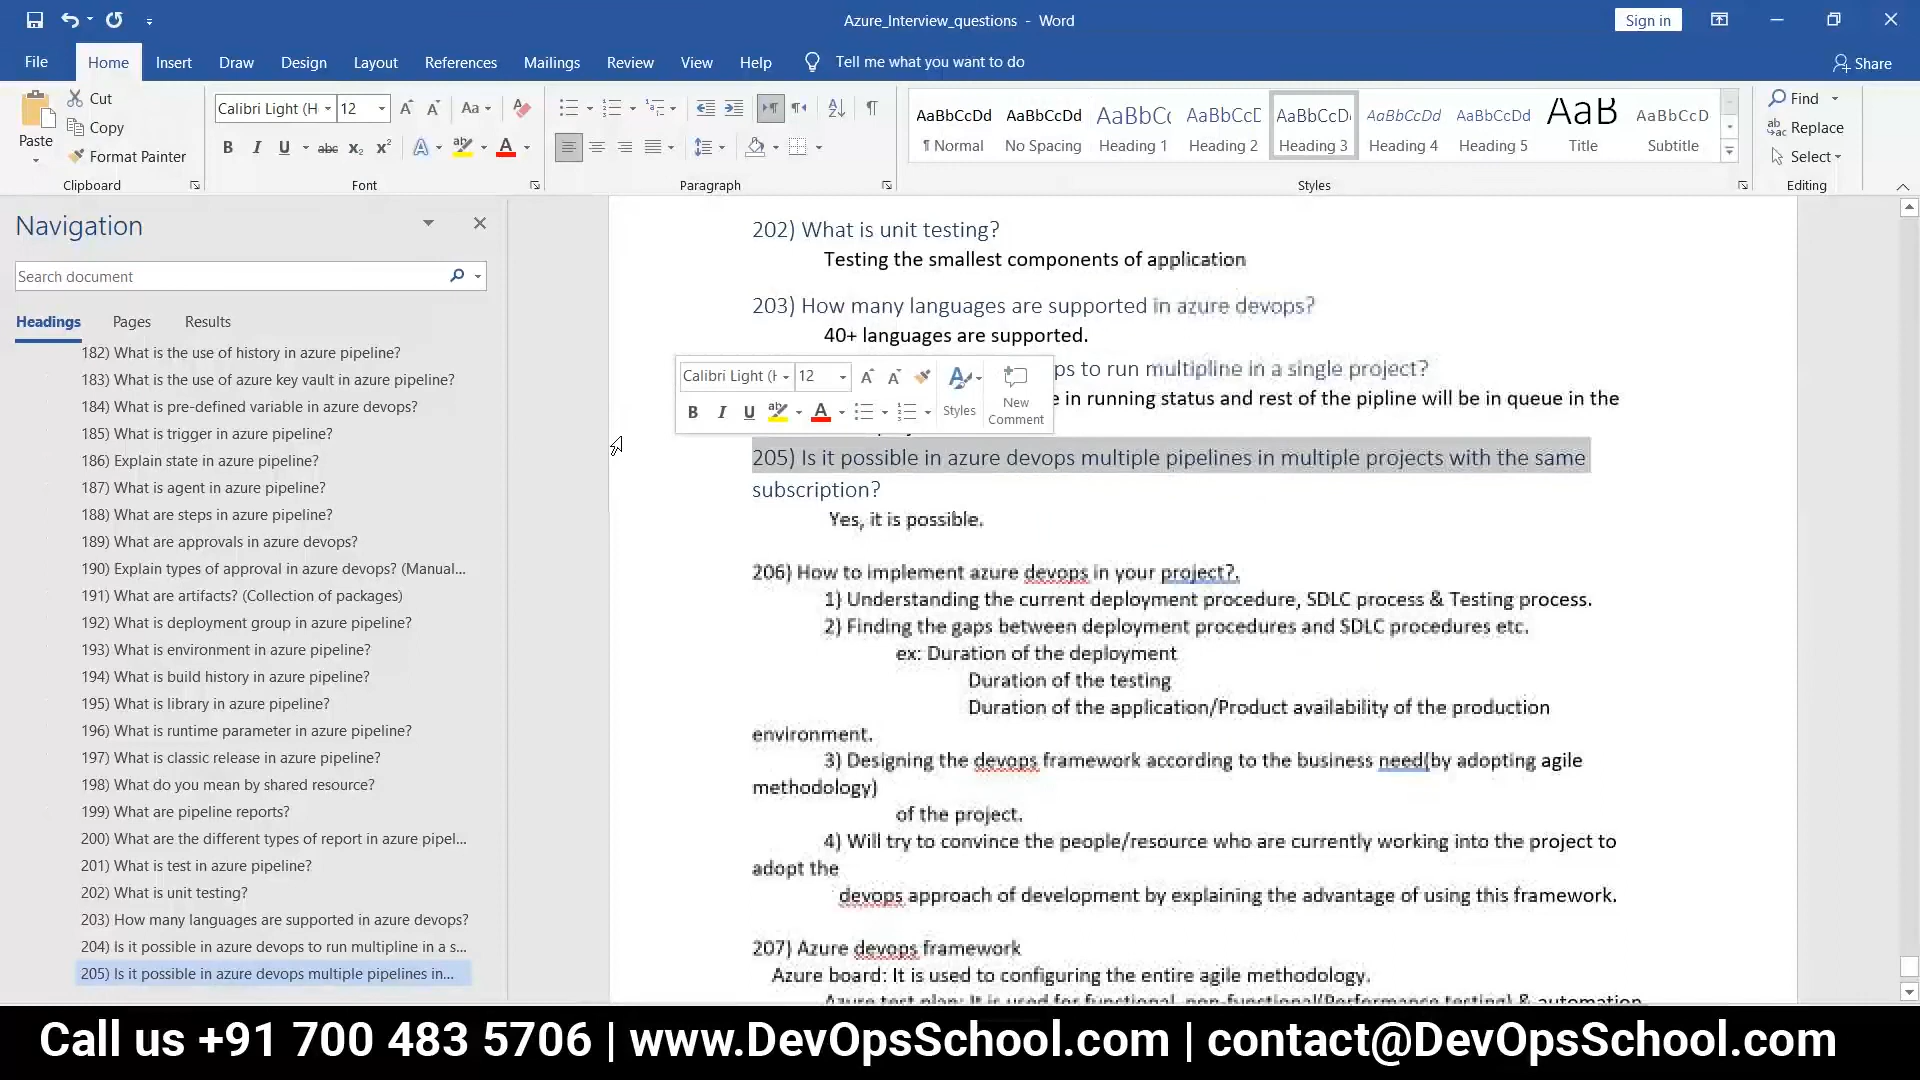 Azure_Interview_questions - Word
Sign in
File Home Insert Draw Design Layout References Mailings Review View Help Tell me what you want to do
Share
Paste
Cut
Copy
Format Painter
Clipboard
Calibri Light (H 12
Aa
B I U abc X₂ X²
Font
Paragraph
AaBbCcDd AaBbCcDd AaBbC AaBbCcD AaBbCcD AaBbCcDd AaBbCcDd AaB AaBbCcD
¶ Normal No Spacing Heading 1 Heading 2 Heading 3 Heading 4 Heading 5 Title Subtitle
Styles
Find
Replace
Select
Editing
Navigation
Search document
Headings Pages Results
182) What is the use of history in azure pipeline?
183) What is the use of azure key vault in azure pipeline?
184) What is pre-defined variable in azure devops?
185) What is trigger in azure pipeline?
186) Explain state in azure pipeline?
187) What is agent in azure pipeline?
188) What are steps in azure pipeline?
189) What are approvals in azure devops?
190) Explain types of approval in azure devops? (Manual...
191) What are artifacts? (Collection of packages)
192) What is deployment group in azure pipeline?
193) What is environment in azure pipeline?
194) What is build history in azure pipeline?
195) What is library in azure pipeline?
196) What is runtime parameter in azure pipeline?
197) What is classic release in azure pipeline?
198) What do you mean by shared resource?
199) What are pipeline reports?
200) What are the different types of report in azure pipel...
201) What is test in azure pipeline?
202) What is unit testing?
203) How many languages are supported in azure devops?
204) Is it possible in azure devops to run multipline in a s...
205) Is it possible in azure devops multiple pipelines in...
202) What is unit testing?
Testing the smallest components of application
203) How many languages are supported in azure devops?
40+ languages are supported.
ps to run multipline in a single project?
e in running status and rest of the pipline will be in queue in the
Calibri Light (H 12
B I U
Styles
New
Comment
205) Is it possible in azure devops multiple pipelines in multiple projects with the same
subscription?
Yes, it is possible.
206) How to implement azure devops in your project?.
1) Understanding the current deployment procedure, SDLC process & Testing process.
2) Finding the gaps between deployment procedures and SDLC procedures etc.
ex: Duration of the deployment
Duration of the testing
Duration of the application/Product availability of the production
environment.
3) Designing the devops framework according to the business need(by adopting agile
methodology)
of the project.
4) Will try to convince the people/resource who are currently working into the project to
adopt the
devops approach of development by explaining the advantage of using this framework.
207) Azure devops framework
Azure board: It is used to configuring the entire agile methodology.
Azure test plan: It is used for functional, non-functional(Performance testing) & automation
Call us +91 700 483 5706 | www.DevOpsSchool.com | contact@DevOpsSchool.com